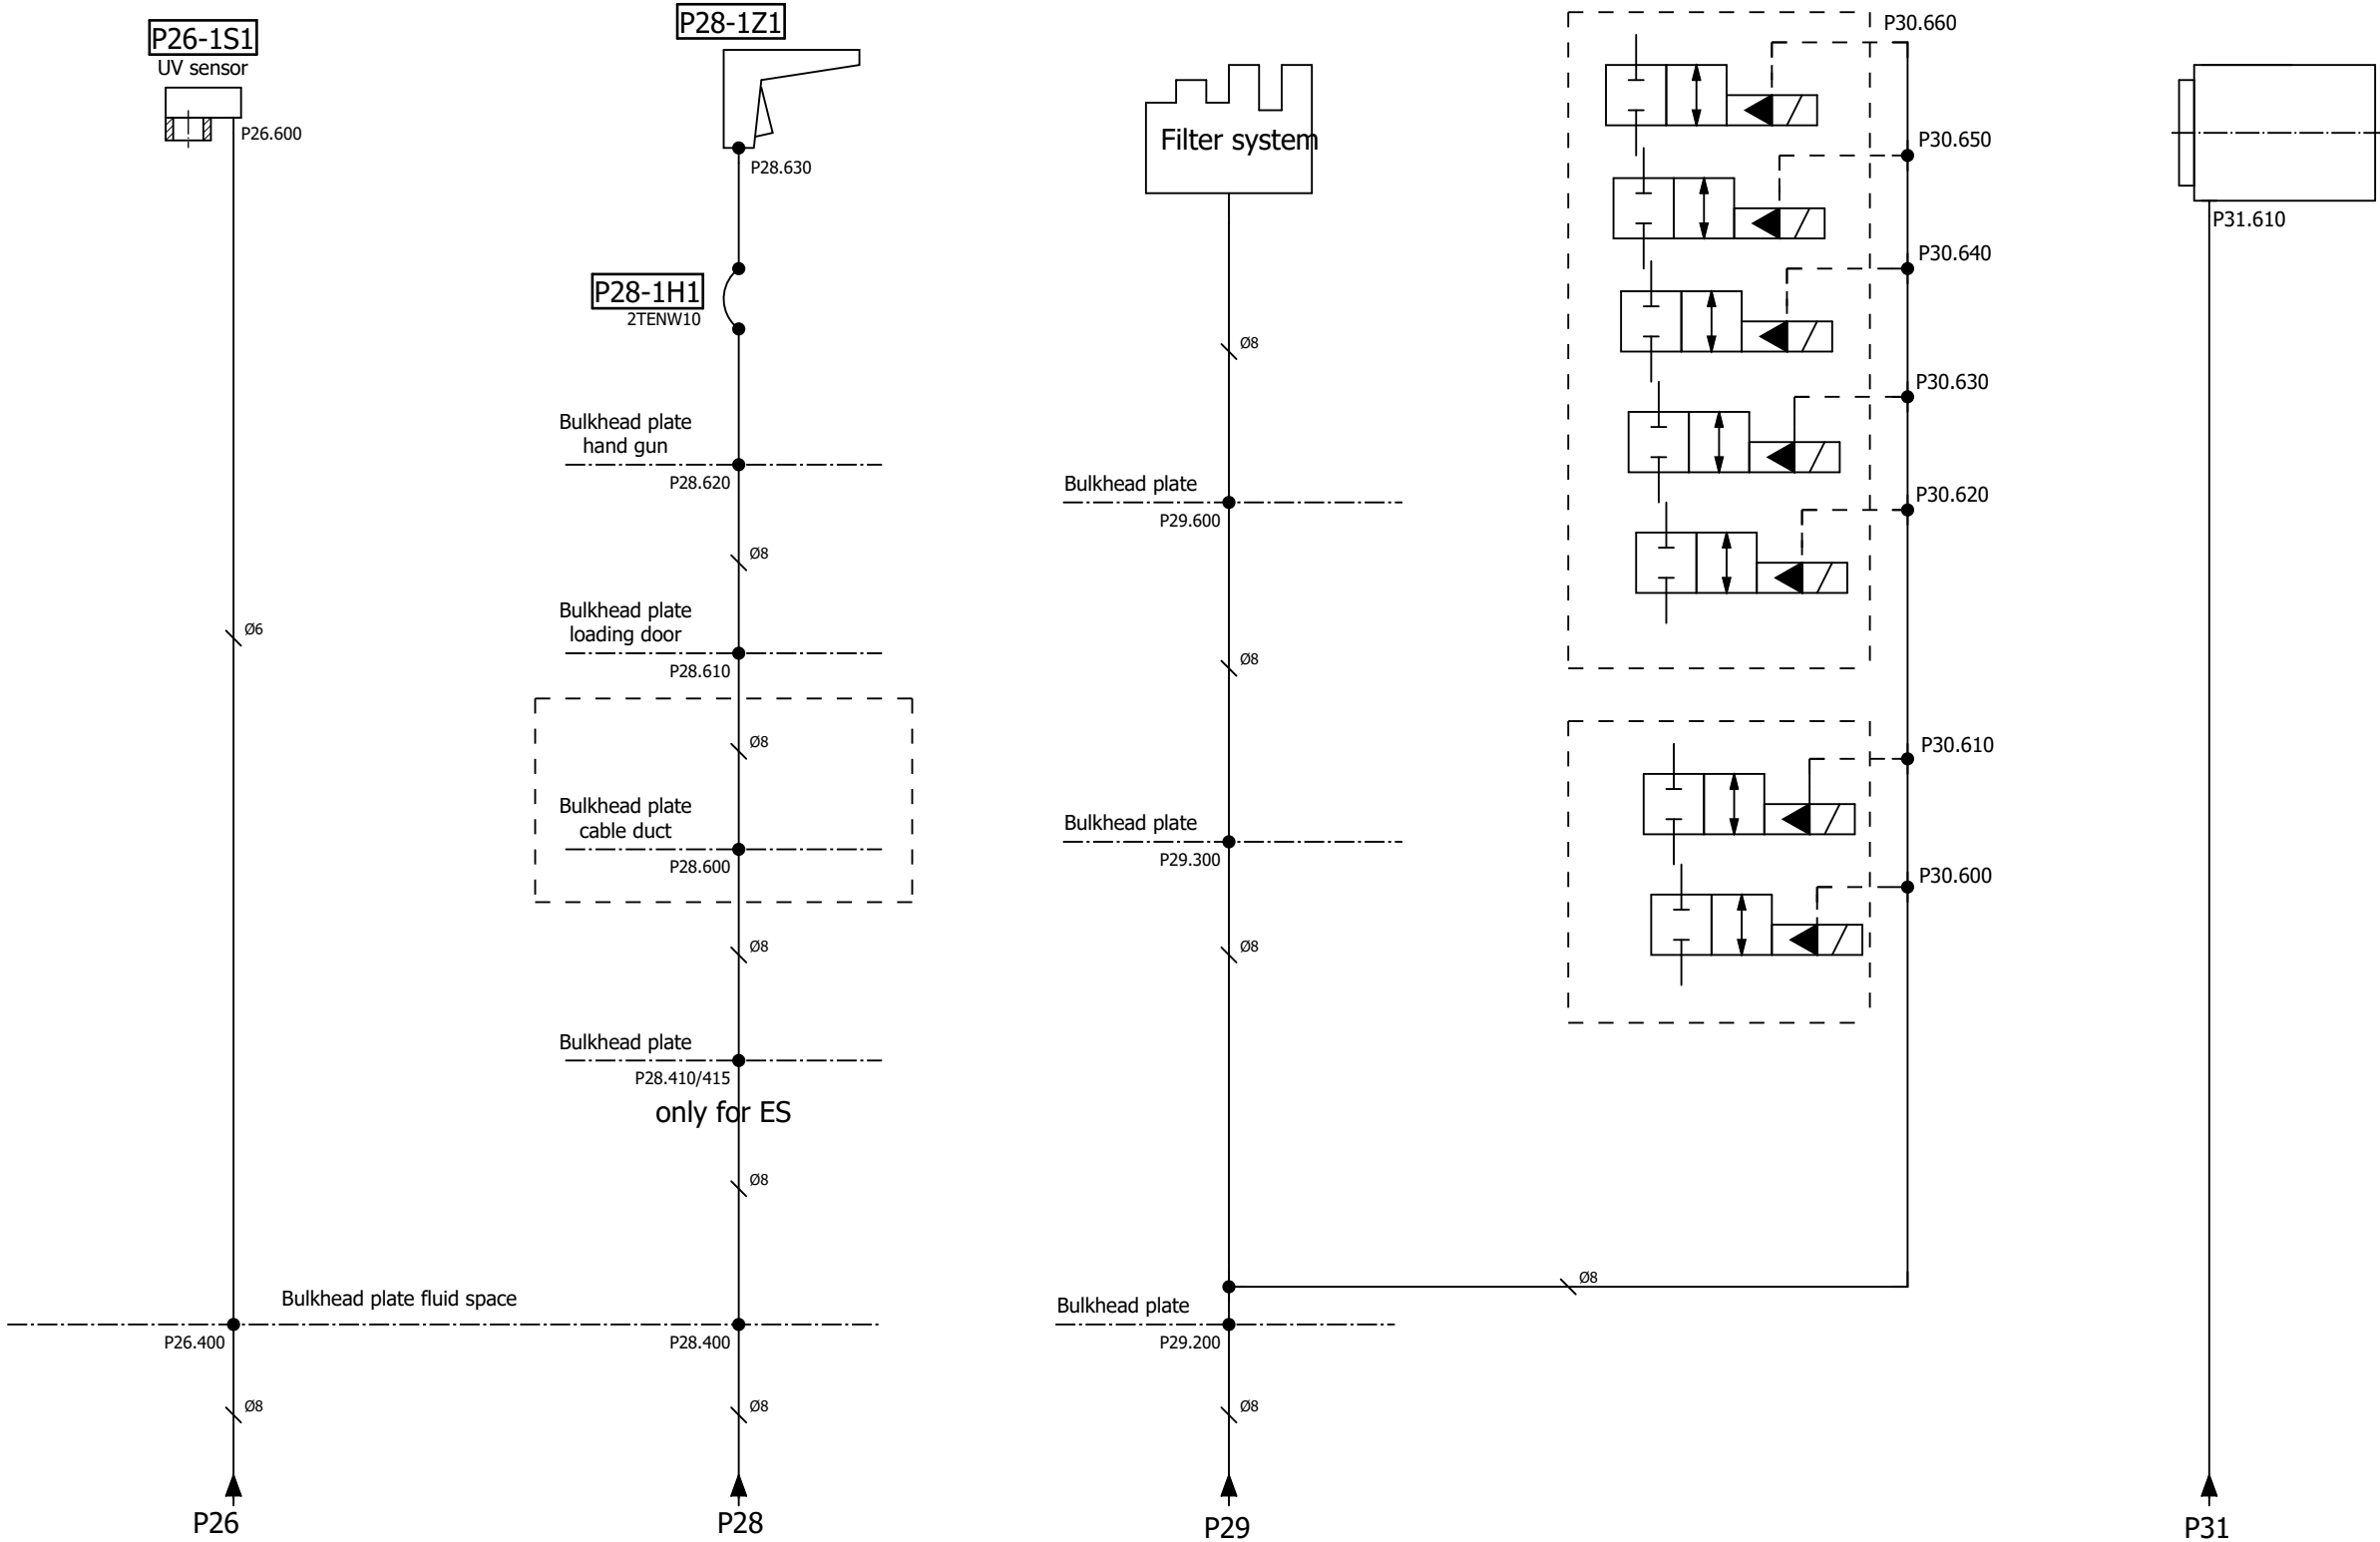 P26-1S1
UV sensor
P26.600
Ø6
Bulkhead plate fluid space
P26.400
Ø8
P26
P28-1Z1
P28.630
P28-1H1
2TENW10
Bulkhead plate
hand gun
P28.620
Ø8
Bulkhead plate
loading door
P28.610
Ø8
Bulkhead plate
cable duct
P28.600
Ø8
Bulkhead plate
P28.410/415
only for ES
Ø8
P28.400
Ø8
P28
Filter system
Ø8
Bulkhead plate
P29.600
Ø8
Bulkhead plate
P29.300
Ø8
Ø8
Bulkhead plate
P29.200
Ø8
P29
P30.660
P30.650
P30.640
P30.630
P30.620
P30.610
P30.600
P31.610
P31